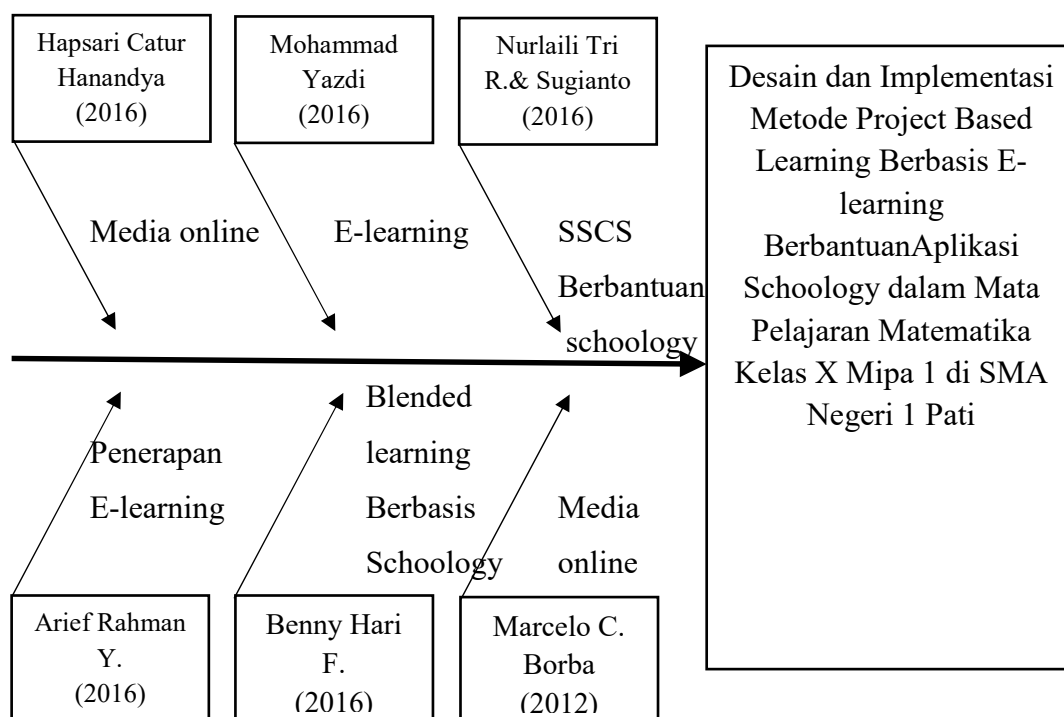 Hapsari Catur
Hanandya
(2016)
Mohammad
Yazdi
(2016)
Nurlaili Tri
R.& Sugianto
(2016)
Media online
E-learning
SSCS
Berbantuan
schoology
Desain dan Implementasi
Metode Project Based
Learning Berbasis E-
learning
BerbantuanAplikasi
Schoology dalam Mata
Pelajaran Matematika
Kelas X Mipa 1 di SMA
Negeri 1 Pati
Penerapan
E-learning
Blended
learning
Berbasis
Schoology
Media
online
Arief Rahman
Y.
(2016)
Benny Hari
F.
(2016)
Marcelo C.
Borba
(2012)